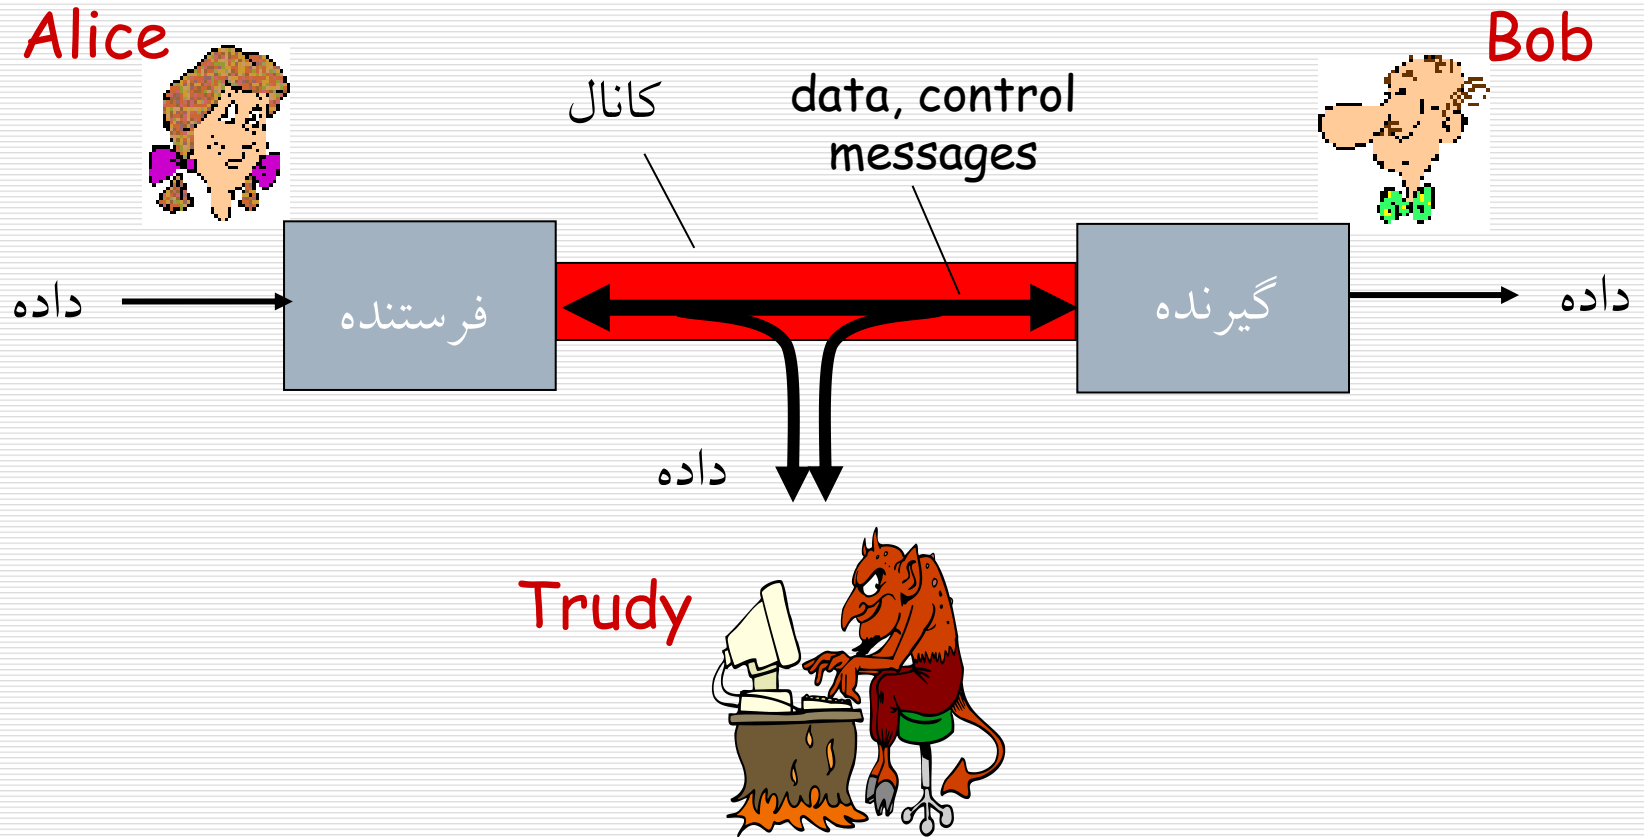 Alice
Bob
کانال
data, control
messages
داده
فرستنده
گیرنده
داده
داده
Trudy